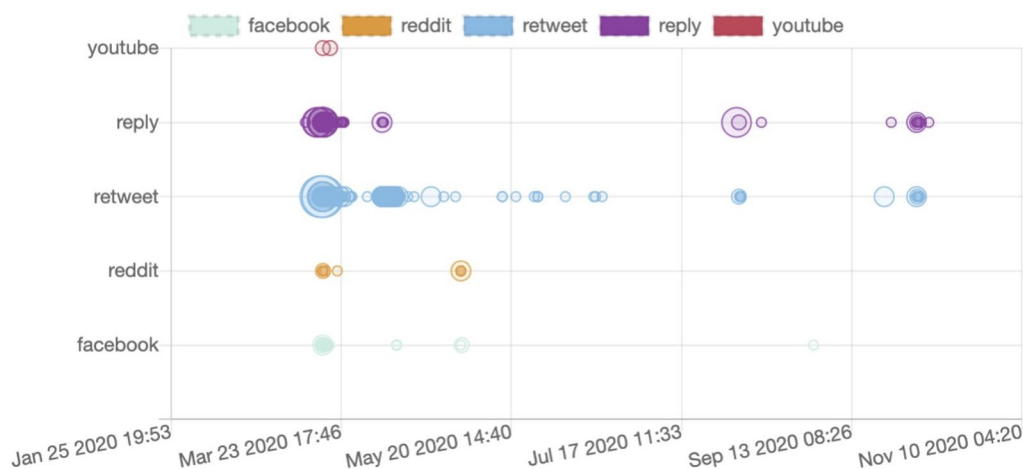 facebook reddit retweet reply youtube
youtube
reply
retweet
reddit
facebook
Jan 25 2020 19:53 Mar 23 2020 17:46 May 20 2020 14:40 Jul 17 2020 11:33 Sep 13 2020 08:26 Nov 10 2020 04:20